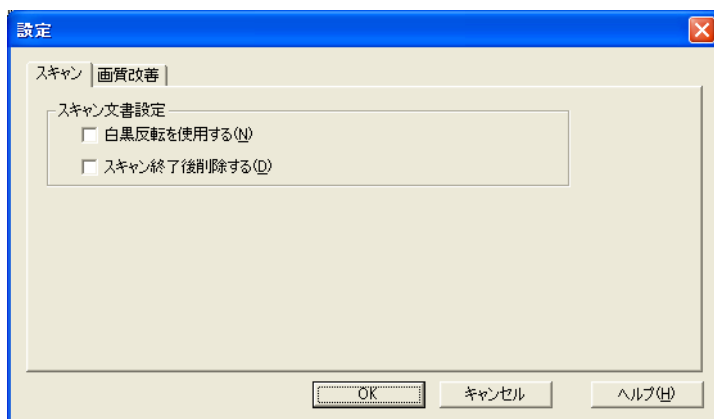 設定
スキャン 画質改善
スキャン文書設定
白黒反転を使用する(N)
スキャン終了後削除する(D)
OK キャンセル ヘルプ(H)